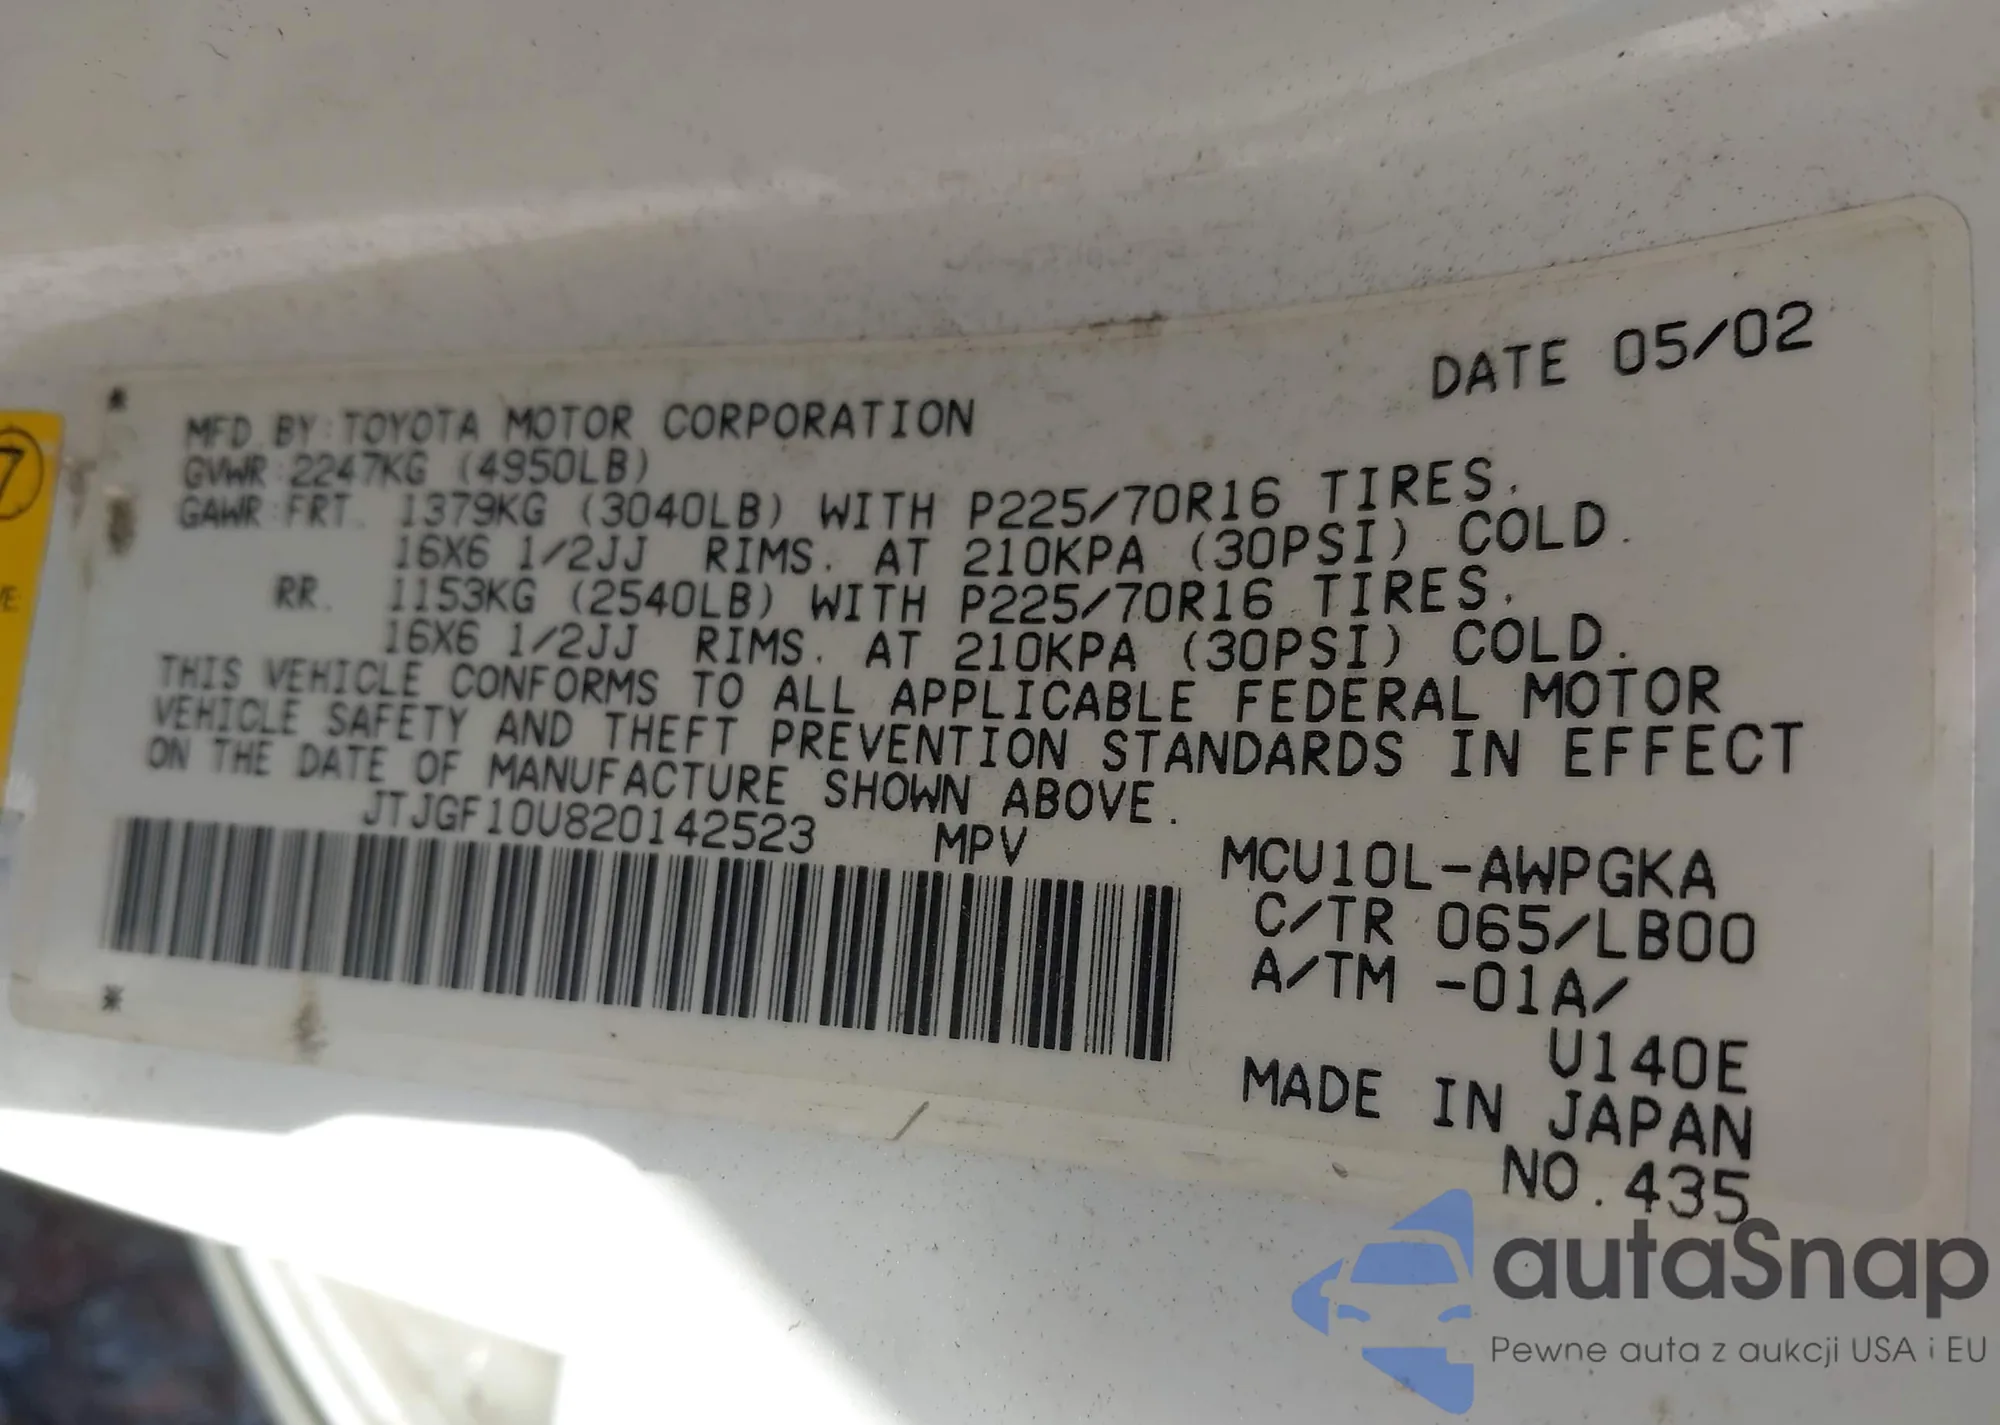 DATE 05/02
MFD. BY: TOYOTA MOTOR CORPORATION
GVWR: 2247KG (4950LB)
GAWR: FRT. 1379KG (3040LB) WITH P225/70R16 TIRES.
16X6 1/2JJ RIMS. AT 210KPA (30PSI) COLD.
RR. 1153KG (2540LB) WITH P225/70R16 TIRES.
16X6 1/2JJ RIMS. AT 210KPA (30PSI) COLD.
THIS VEHICLE CONFORMS TO ALL APPLICABLE FEDERAL MOTOR
VEHICLE SAFETY AND THEFT PREVENTION STANDARDS IN EFFECT
ON THE DATE OF MANUFACTURE SHOWN ABOVE.
JTJGF10U820142523 MPV
MCU10L-AWPGKA
C/TR 065/LB00
A/TM -01A/
U140E
MADE IN JAPAN
NO. 435
7
autaSnap
Pewne auta z aukcji USA i EU